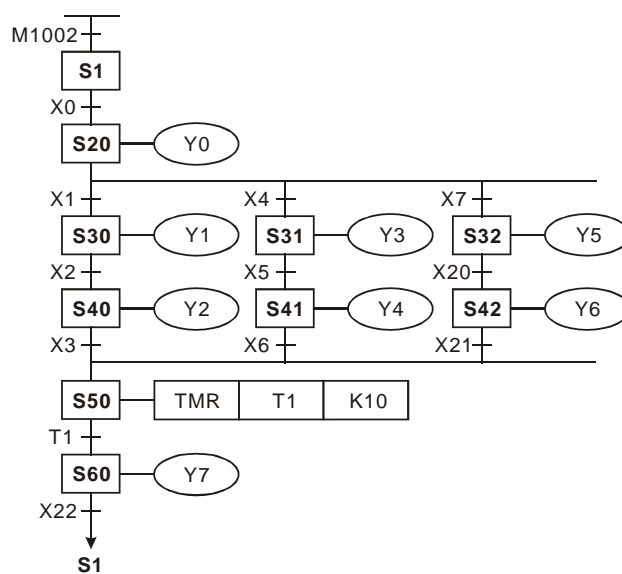 M1002
S1
X0
S20 Y0
X1 X4 X7
S30 Y1 S31 Y3 S32 Y5
X2 X5 X20
S40 Y2 S41 Y4 S42 Y6
X3 X6 X21
S50 TMR T1 K10
T1
S60 Y7
X22
S1